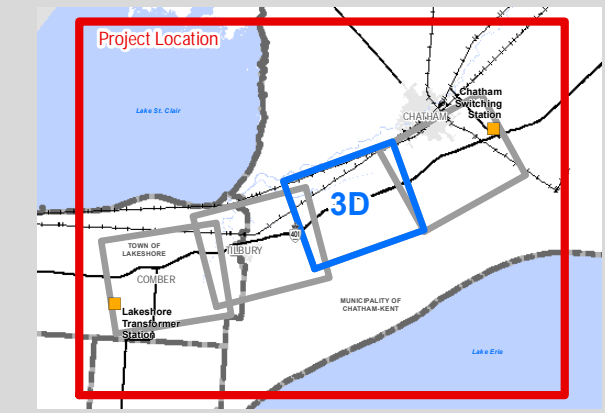 Project Location
Lake St. Clair
Chatham
Switching
Station
CHATHAM
3D
401
TOWN OF
LAKESHORE
TILBURY
COMBER
MUNICIPALITY OF
CHATHAM-KENT
Lakeshore
Transformer
Station
Lake Erie